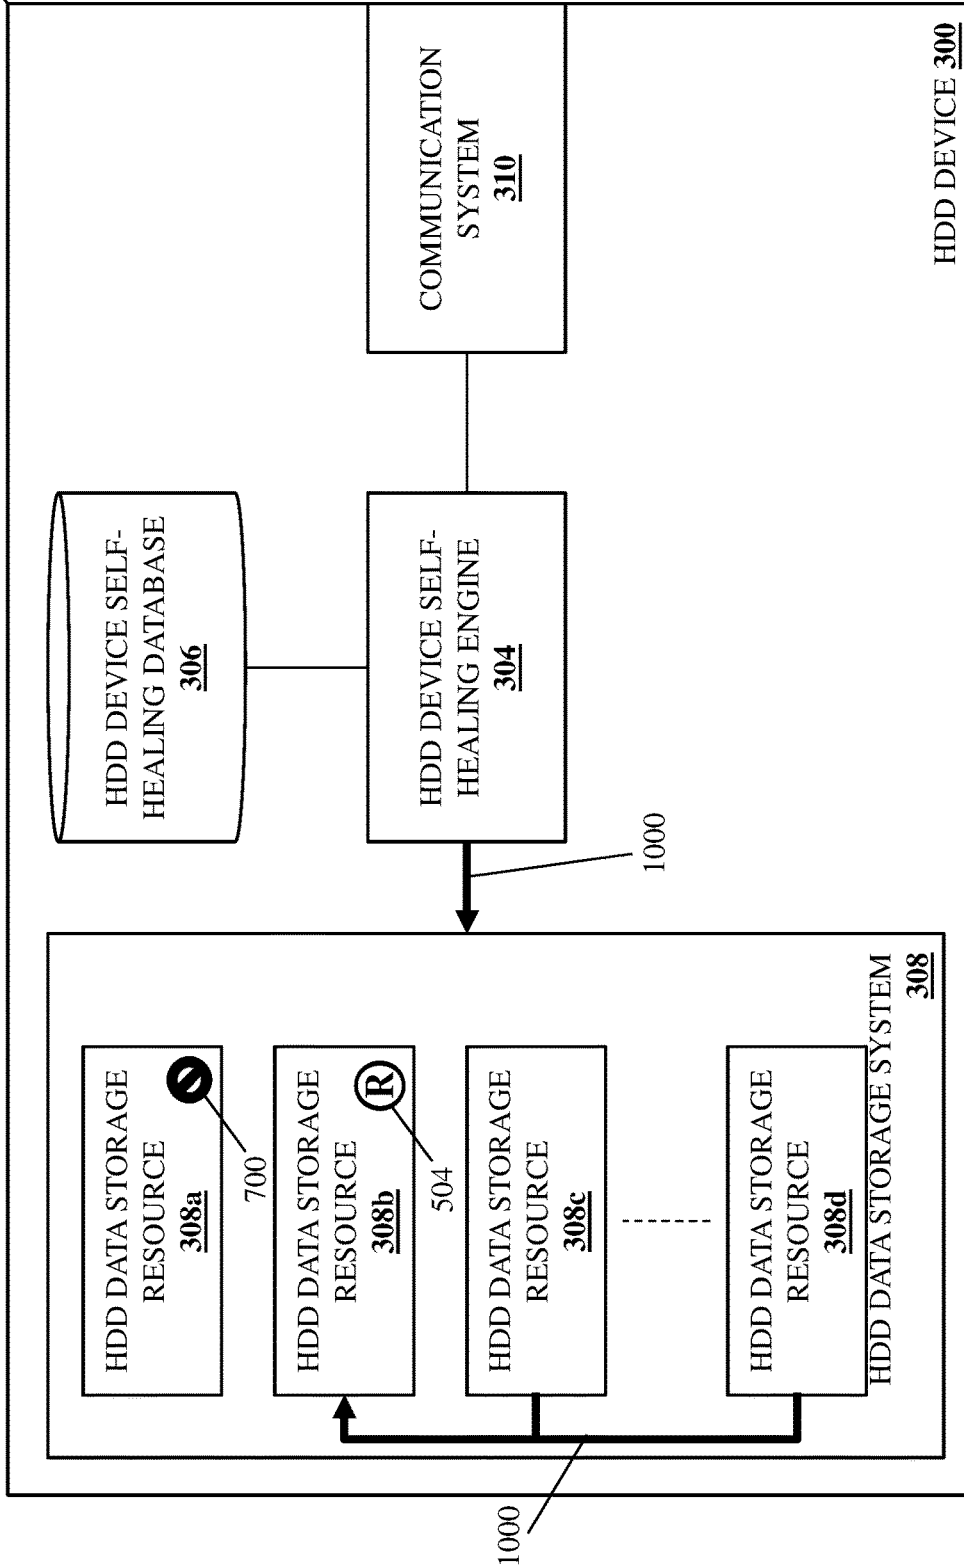 HDD DEVICE 300
COMMUNICATION
SYSTEM
310
HDD DEVICE SELF-
HEALING DATABASE
306
HDD DEVICE SELF-
HEALING ENGINE
304
1000
HDD DATA STORAGE
RESOURCE
308a
700
HDD DATA STORAGE
RESOURCE
308b
R
504
HDD DATA STORAGE
RESOURCE
308c
HDD DATA STORAGE
RESOURCE
308d
HDD DATA STORAGE SYSTEM
308
1000